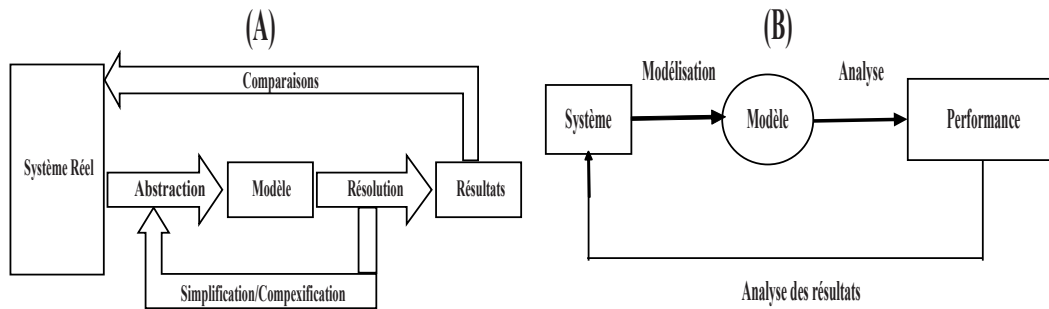 (A)
Comparaisons
Système Réel
Abstraction
Modèle
Résolution
Résultats
Simplification/Compexification
(B)
Modélisation
Analyse
Système
Modèle
Performance
Analyse des résultats